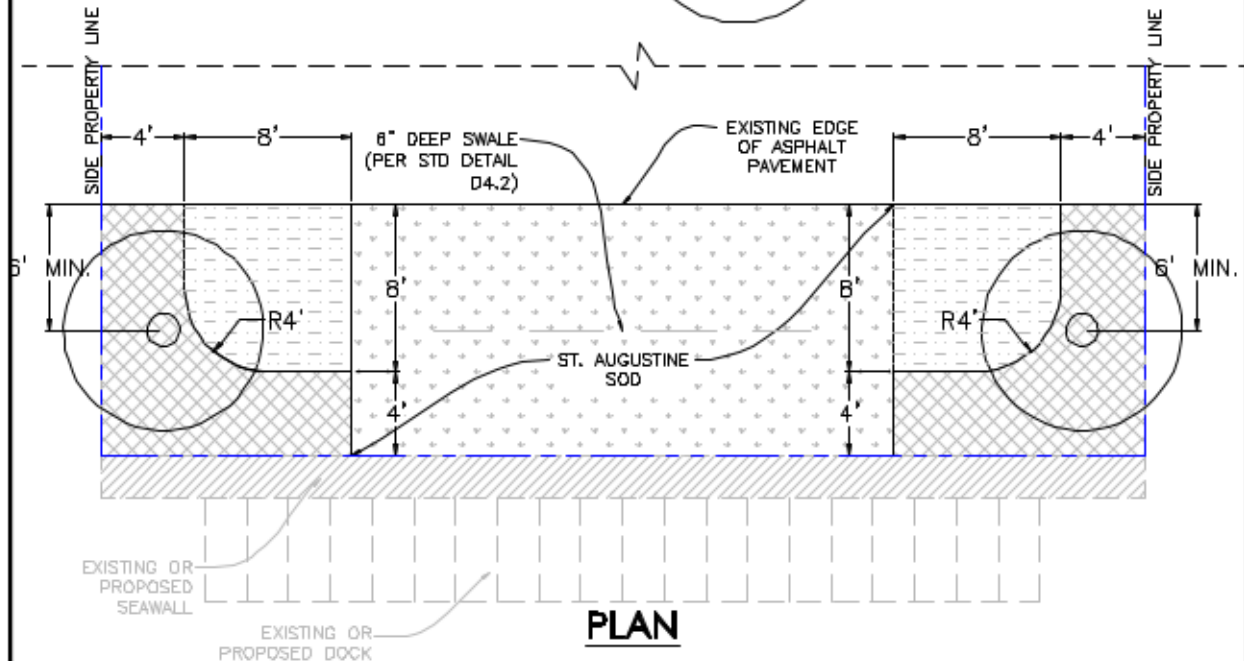 SIDE PROPERTY LINE
SIDE PROPERTY LINE
4'
8'
6" DEEP SWALE
(PER STD DETAIL
D4.2)
EXISTING EDGE
OF ASPHALT
PAVEMENT
8'
4'
6' MIN.
8'
8'
6' MIN.
R4'
R4'
ST. AUGUSTINE
SOD
4'
4'
EXISTING OR
PROPOSED
SEAWALL
EXISTING OR
PROPOSED DOCK
PLAN